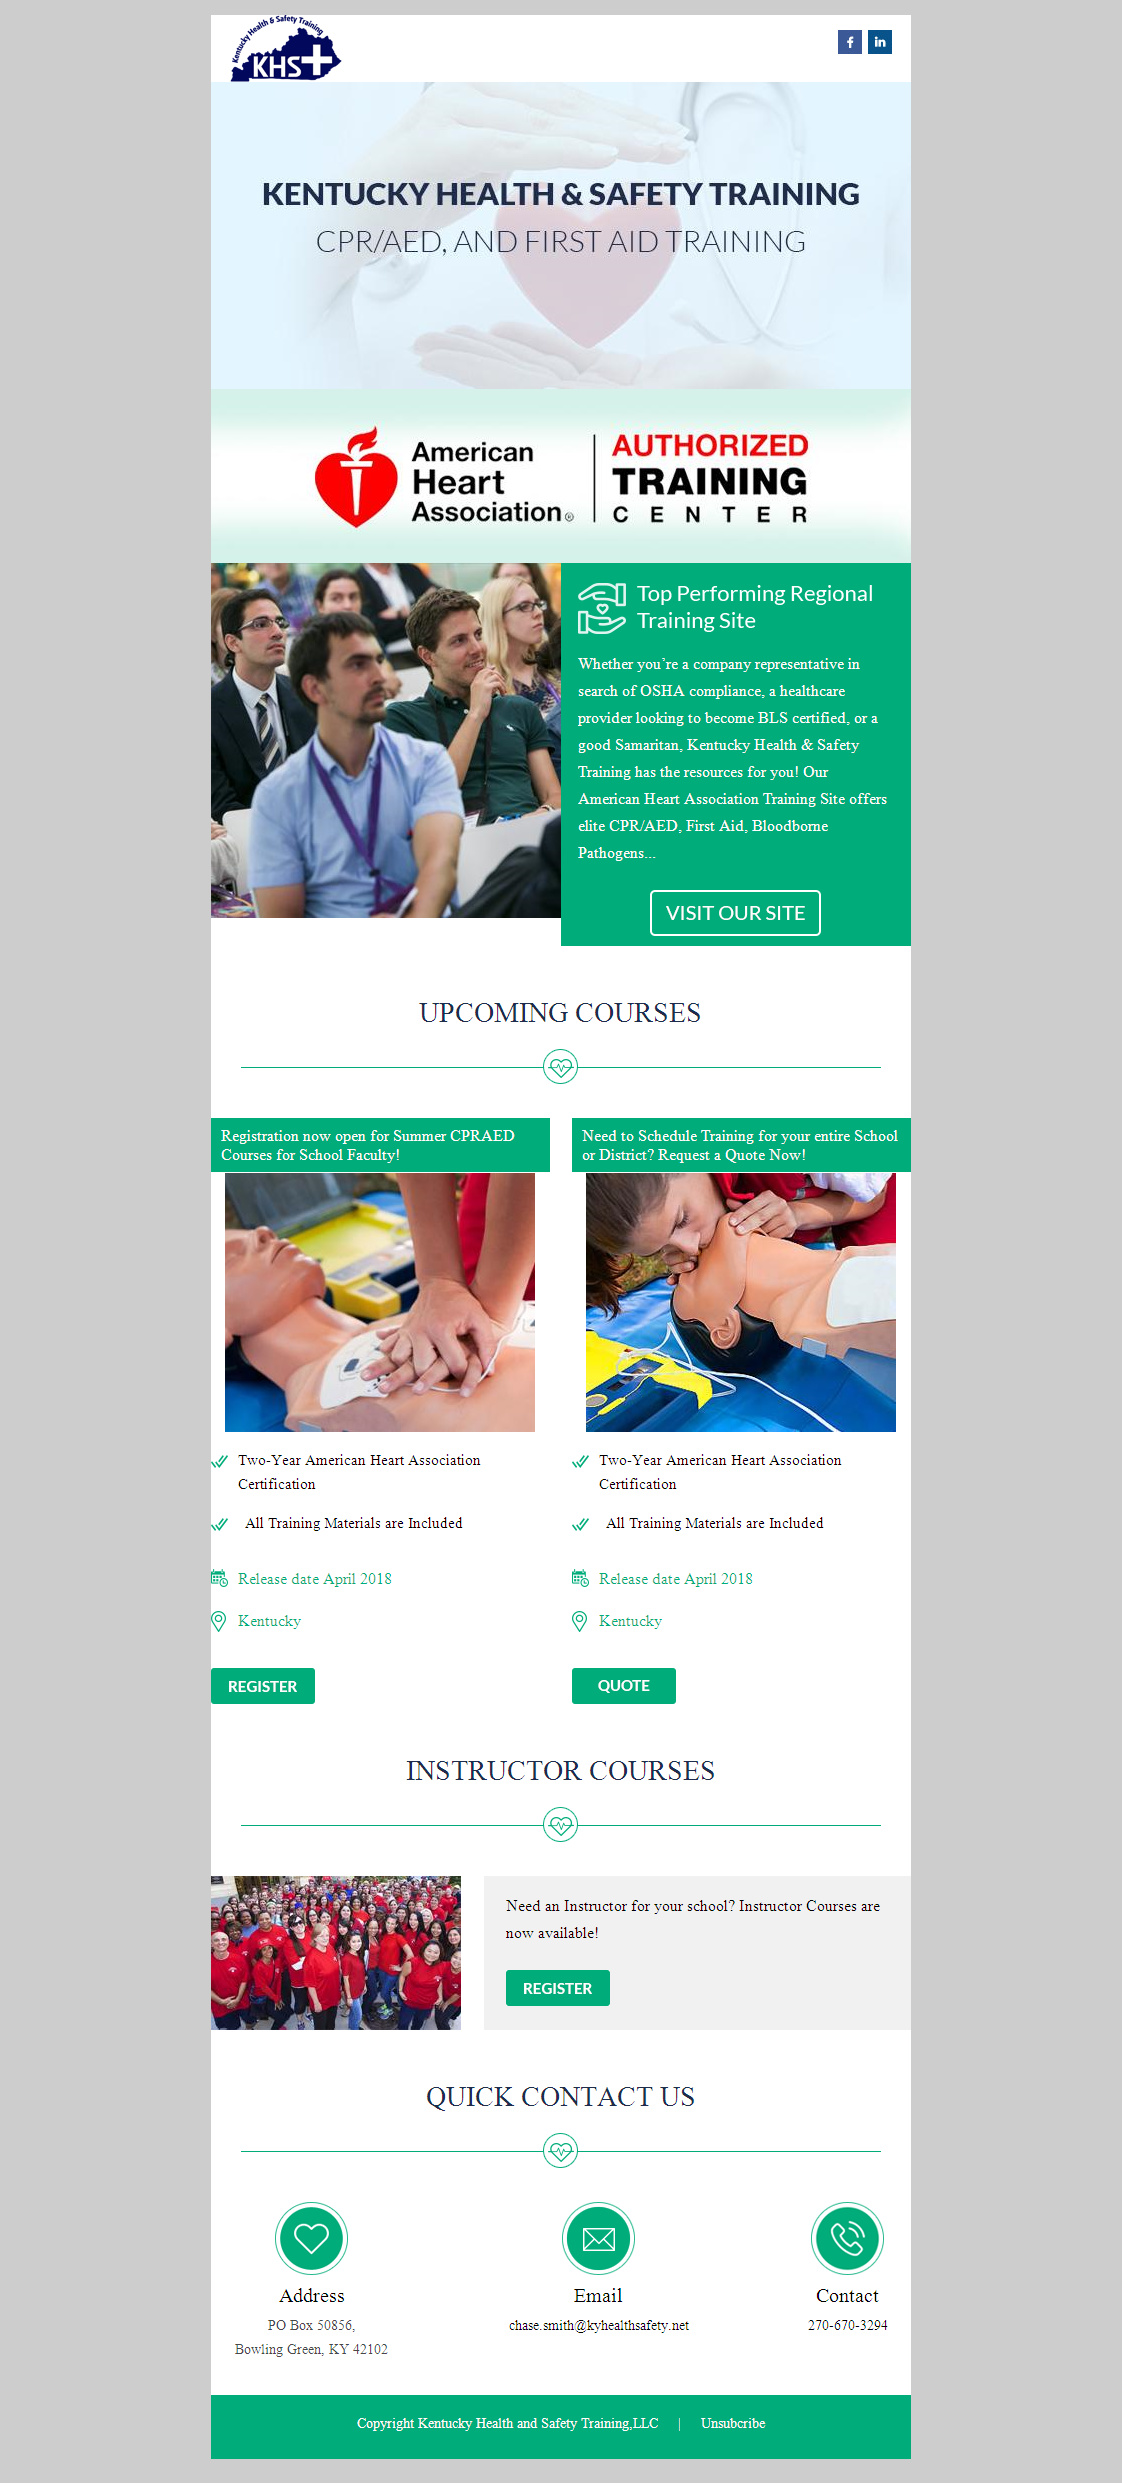 Kentucky Health & Safety Training
KHS
KENTUCKY HEALTH & SAFETY TRAINING
CPR/AED, AND FIRST AID TRAINING
American
Heart
Association®
AUTHORIZED
TRAINING
CENTER
Top Performing Regional
Training Site
Whether you’re a company representative in
search of OSHA compliance, a healthcare
provider looking to become BLS certified, or a
good Samaritan, Kentucky Health & Safety
Training has the resources for you! Our
American Heart Association Training Site offers
elite CPR/AED, First Aid, Bloodborne
Pathogens...
VISIT OUR SITE
UPCOMING COURSES
Registration now open for Summer CPRAED
Courses for School Faculty!
Two-Year American Heart Association
Certification
All Training Materials are Included
Release date April 2018
Kentucky
REGISTER
Need to Schedule Training for your entire School
or District? Request a Quote Now!
Two-Year American Heart Association
Certification
All Training Materials are Included
Release date April 2018
Kentucky
QUOTE
INSTRUCTOR COURSES
Need an Instructor for your school? Instructor Courses are
now available!
REGISTER
QUICK CONTACT US
Address
PO Box 50856,
Bowling Green, KY 42102
Email
chase.smith@kyhealthsafety.net
Contact
270-670-3294
Copyright Kentucky Health and Safety Training,LLC | Unsubcribe